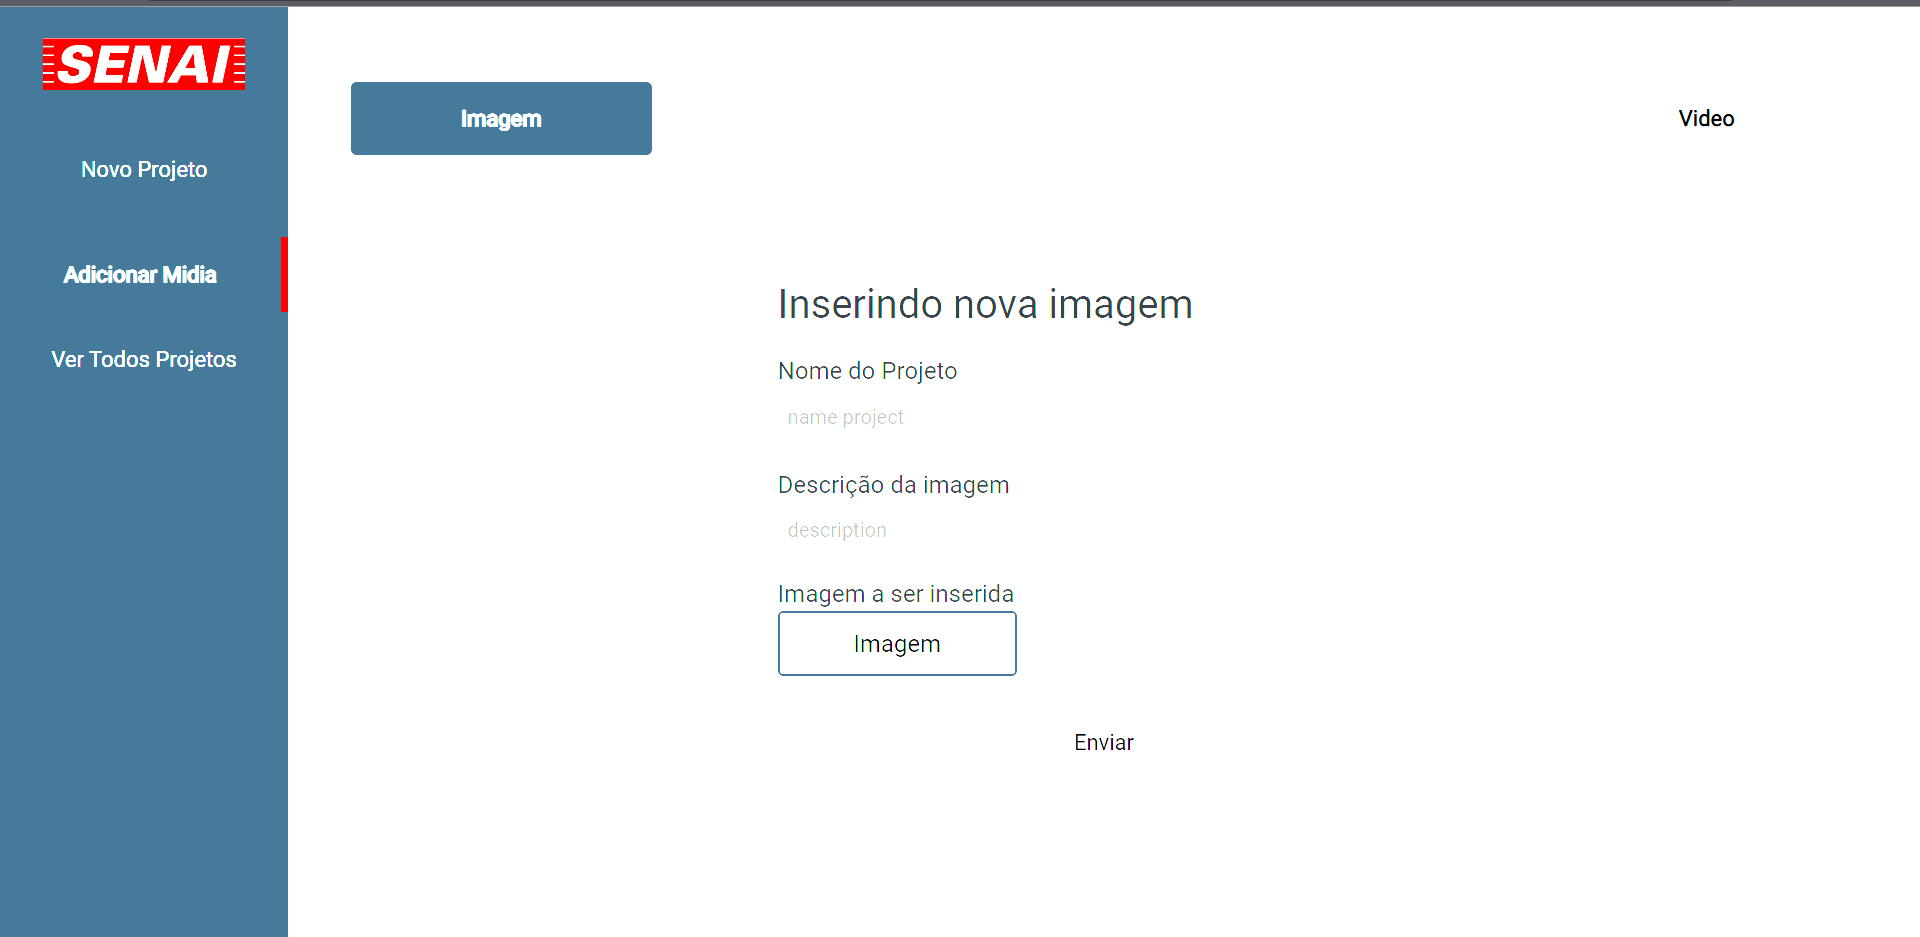 SENAI
Novo Projeto
Adicionar Midia
Ver Todos Projetos
Imagem
Video
Inserindo nova imagem
Nome do Projeto
name project
Descrição da imagem
description
Imagem a ser inserida
Imagem
Enviar